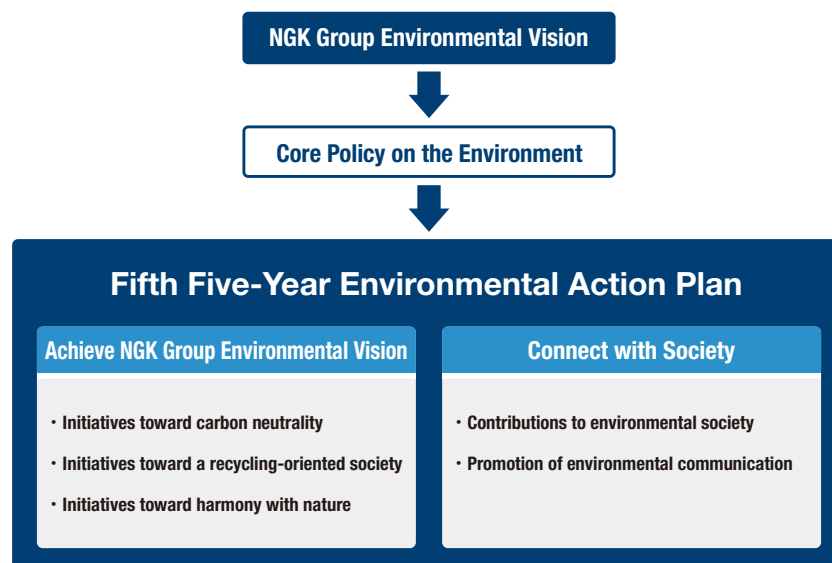 NGK Group Environmental Vision
Core Policy on the Environment
Fifth Five-Year Environmental Action Plan
Achieve NGK Group Environmental Vision
・Initiatives toward carbon neutrality
・Initiatives toward a recycling-oriented society
・Initiatives toward harmony with nature
Connect with Society
・Contributions to environmental society
・Promotion of environmental communication